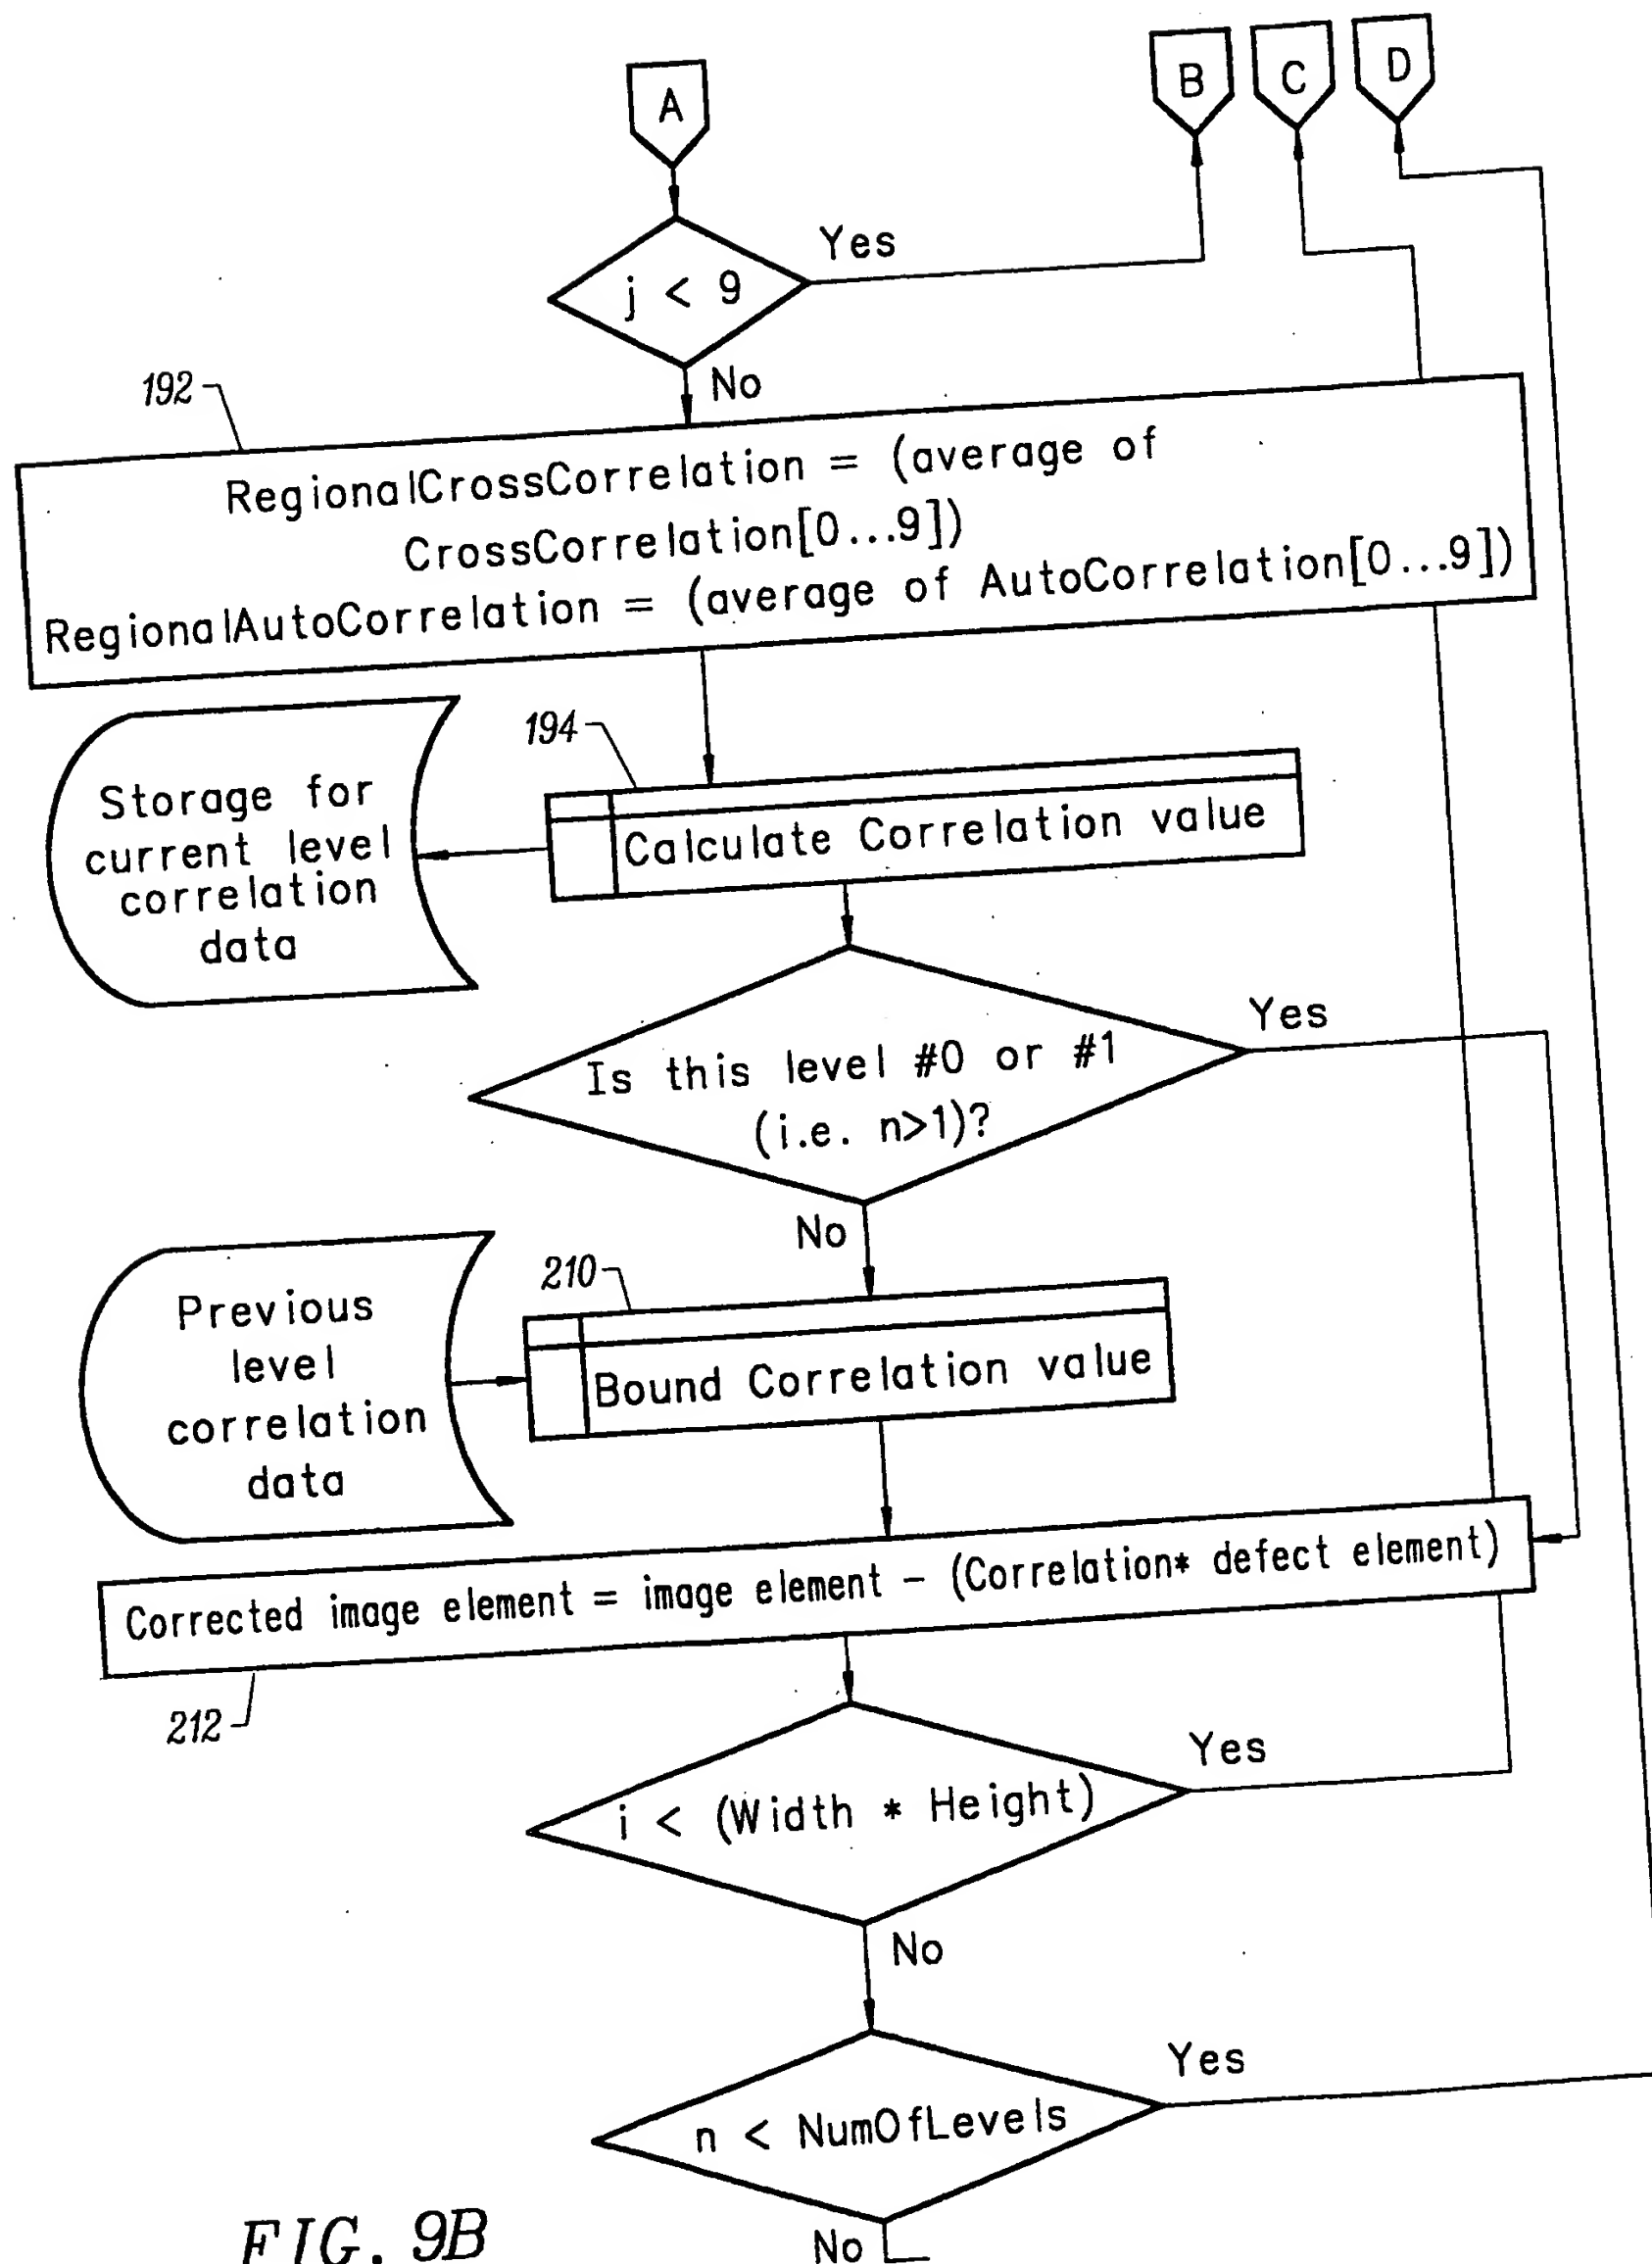 A
B
C
D
j < 9
Yes
No
192
RegionalCrossCorrelation = (average of
CrossCorrelation[0...9])
RegionalAutoCorrelation = (average of AutoCorrelation[0...9])
194
Storage for
current level
correlation
data
Calculate Correlation value
Is this level #0 or #1
(i.e. n>1)?
Yes
No
210
Previous
level
correlation
data
Bound Correlation value
Corrected image element = image element - (Correlation* defect element)
212
i < (Width * Height)
Yes
No
n < NumOfLevels
Yes
No
FIG. 9B